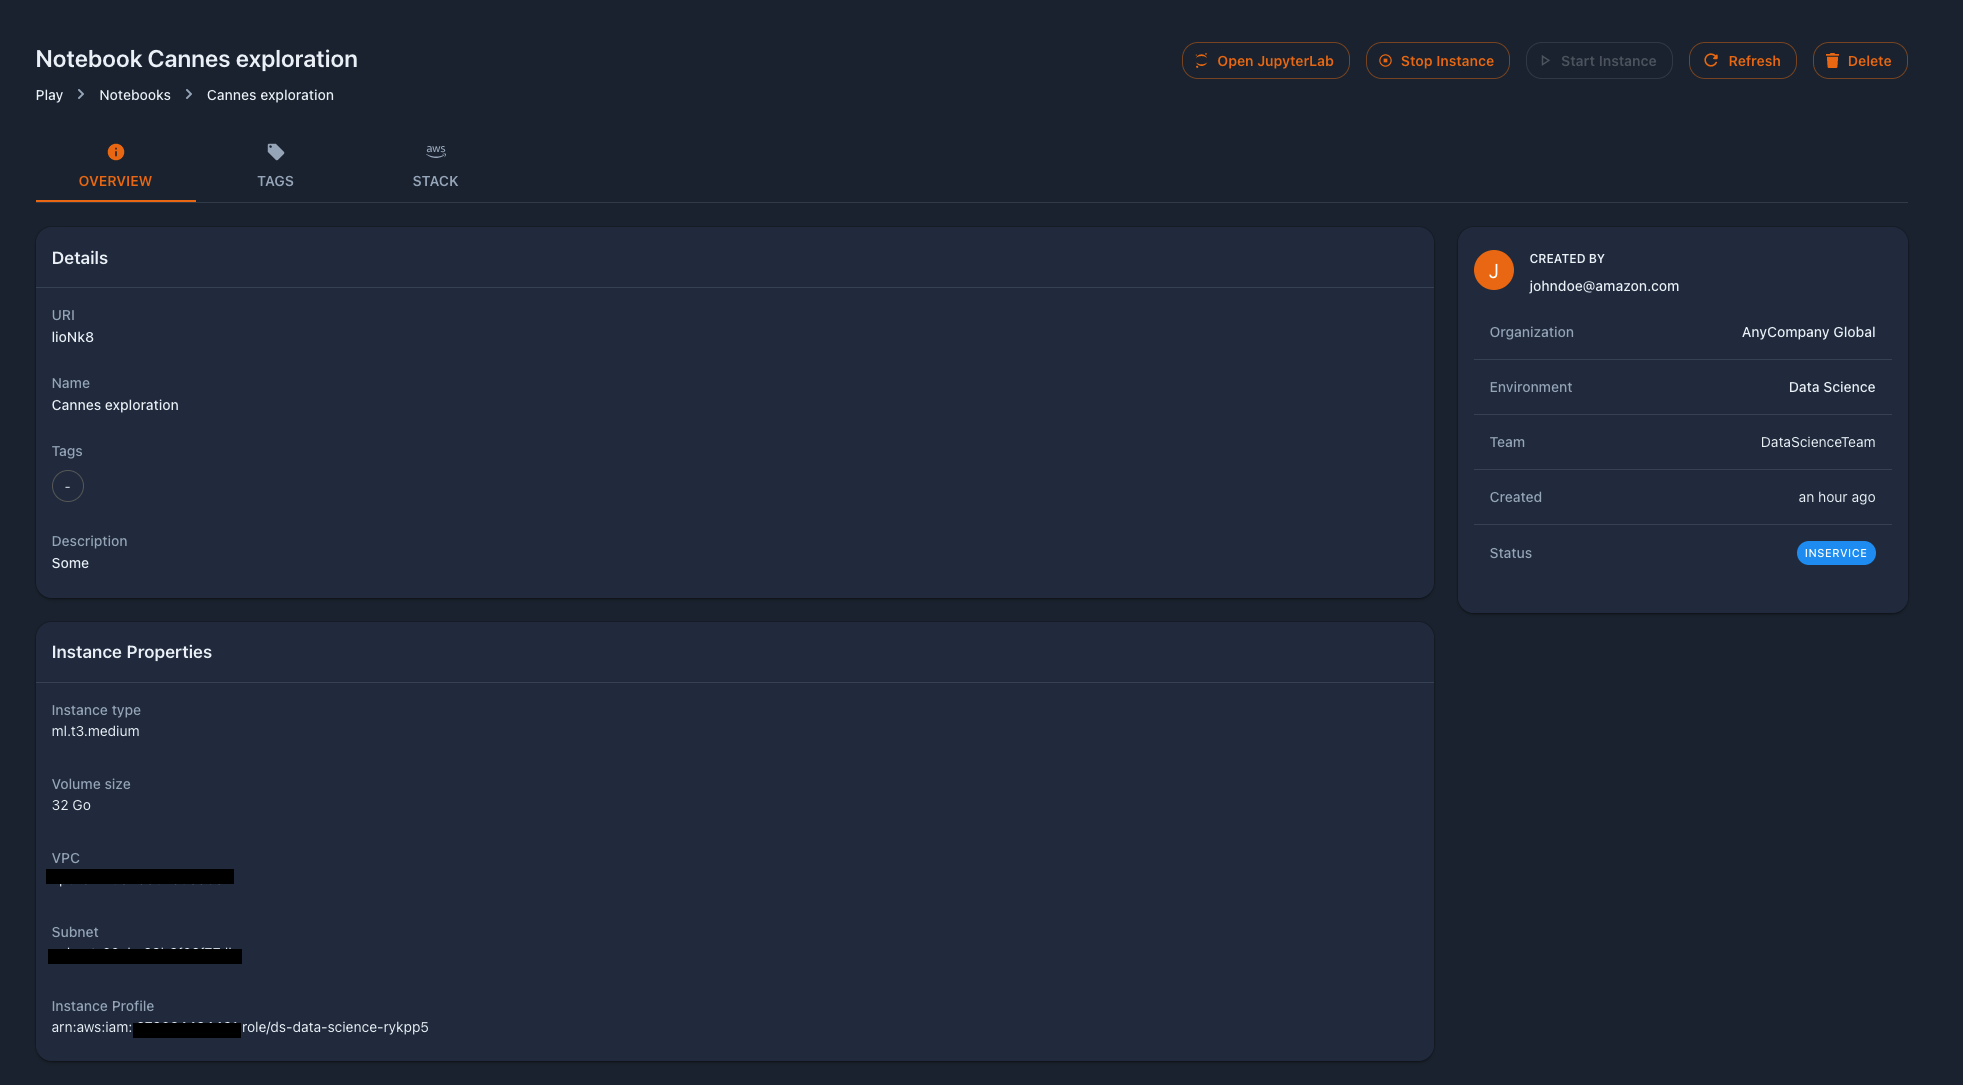 Notebook Cannes exploration
Open JupyterLab
Stop Instance
Start Instance
Refresh
Delete
Play > Notebooks > Cannes exploration
aws
OVERVIEW
TAGS
STACK
Details
URI
lioNk8
Name
Cannes exploration
Tags
-
Description
Some
J
CREATED BY
johndoe@amazon.com
Organization AnyCompany Global
Environment Data Science
Team DataScienceTeam
Created an hour ago
Status INSERVICE
Instance Properties
Instance type
ml.t3.medium
Volume size
32 Go
VPC
Subnet
Instance Profile
arn:aws:iam: role/ds-data-science-rykpp5